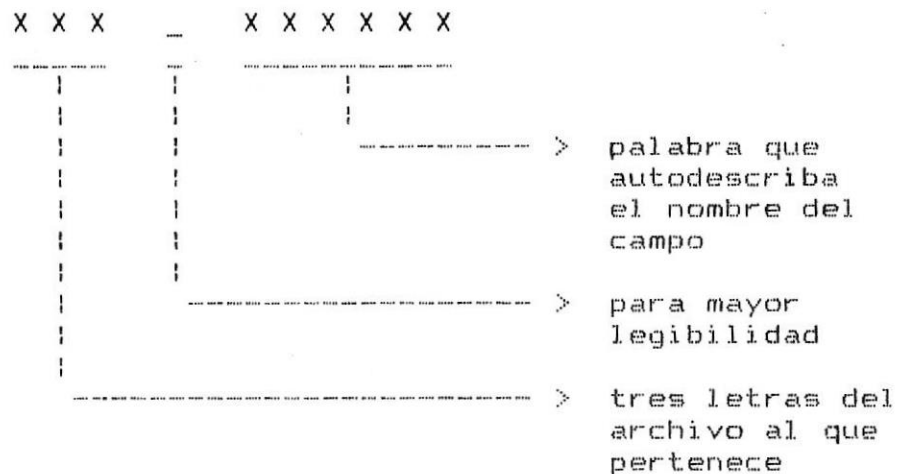 X X X _ X X X X X X
palabra que
autodescriba
el nombre del
campo
para mayor
legibilidad
tres letras del
archivo al que
pertenece